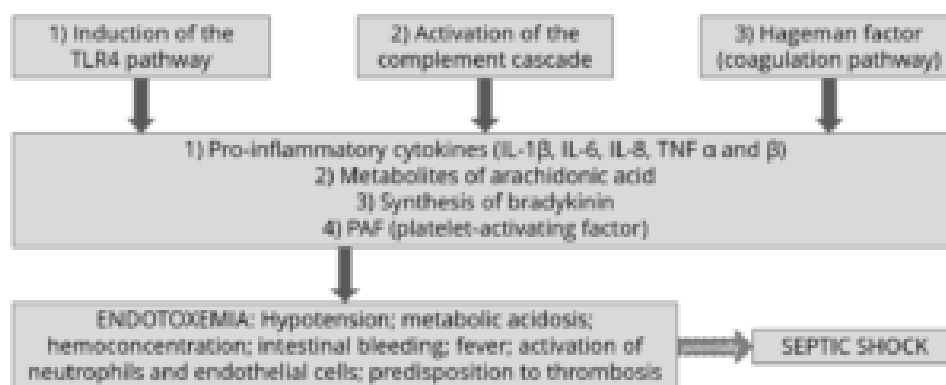 1) Induction of the
TLR4 pathway
2) Activation of the
complement cascade
3) Hageman factor
(coagulation pathway)
1) Pro-inflammatory cytokines (IL-1β, IL-6, IL-8, TNF α and β)
2) Metabolites of arachidonic acid
3) Synthesis of bradykinin
4) PAF (platelet-activating factor)
ENDOTOXEMIA: Hypotension; metabolic acidosis;
hemoconcentration; intestinal bleeding; fever; activation of
neutrophils and endothelial cells; predisposition to thrombosis
SEPTIC SHOCK